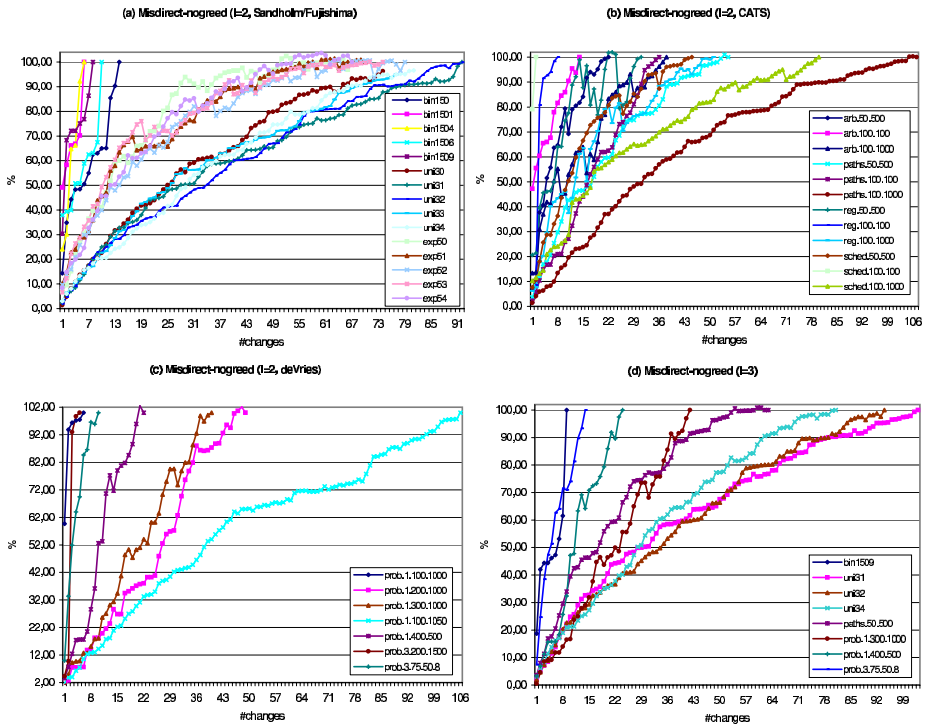 (a) Misdirect-nogreed (l=2, Sandholm/Fujishima)
100,00
90,00
80,00
70,00
60,00
50,00
40,00
30,00
20,00
10,00
0,00
%
1 7 13 19 25 31 37 43 49 55 61 67 73 79 85 91
#changes
bin150
bin1501
bin1504
bin1506
bin1509
uni30
uni31
uni32
uni33
uni34
exp50
exp51
exp52
exp53
exp54
(b) Misdirect-nogreed (l=2, CATS)
100,00
90,00
80,00
70,00
60,00
50,00
40,00
30,00
20,00
10,00
0,00
%
1 8 15 22 29 36 43 50 57 64 71 78 85 92 99 106
#changes
arb.50.500
arb.100.100
arb.100.1000
paths.50.500
paths.100.100
paths.100.1000
reg.50.500
reg.100.100
reg.100.1000
sched.50.500
sched.100.100
sched.100.1000
(c) Misdirect-nogreed (l=2, deVries)
102,00
92,00
82,00
72,00
62,00
52,00
42,00
32,00
22,00
12,00
2,00
%
1 8 15 22 29 36 43 50 57 64 71 78 85 92 99 106
#changes
prob.1.100.1000
prob.1.200.1000
prob.1.300.1000
prob.1.100.1050
prob.1.400.500
prob.3.200.1500
prob.3.75.50.8
(d) Misdirect-nogreed (l=3)
100,00
90,00
80,00
70,00
60,00
50,00
40,00
30,00
20,00
10,00
0,00
%
1 8 15 22 29 36 43 50 57 64 71 78 85 92 99
#changes
bin1509
uni31
uni32
uni34
paths.50.500
prob.1.300.1000
prob.1.400.500
prob.3.75.50.8